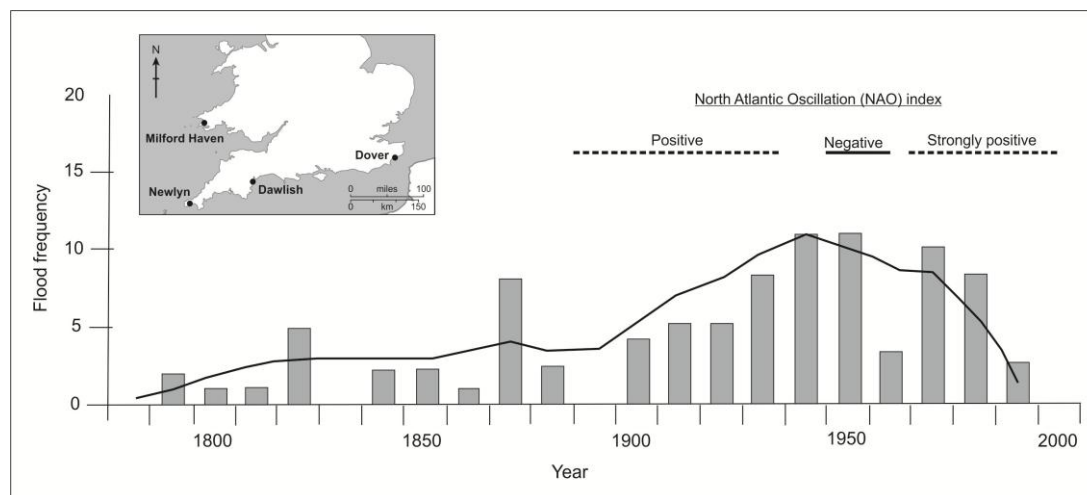 N
Milford Haven
Dover
Newlyn
Dawlish
0 miles 100
0 km 150
North Atlantic Oscillation (NAO) index
Positive
Negative
Strongly positive
20
15
10
5
0
Flood frequency
1800 1850 1900 1950 2000
Year